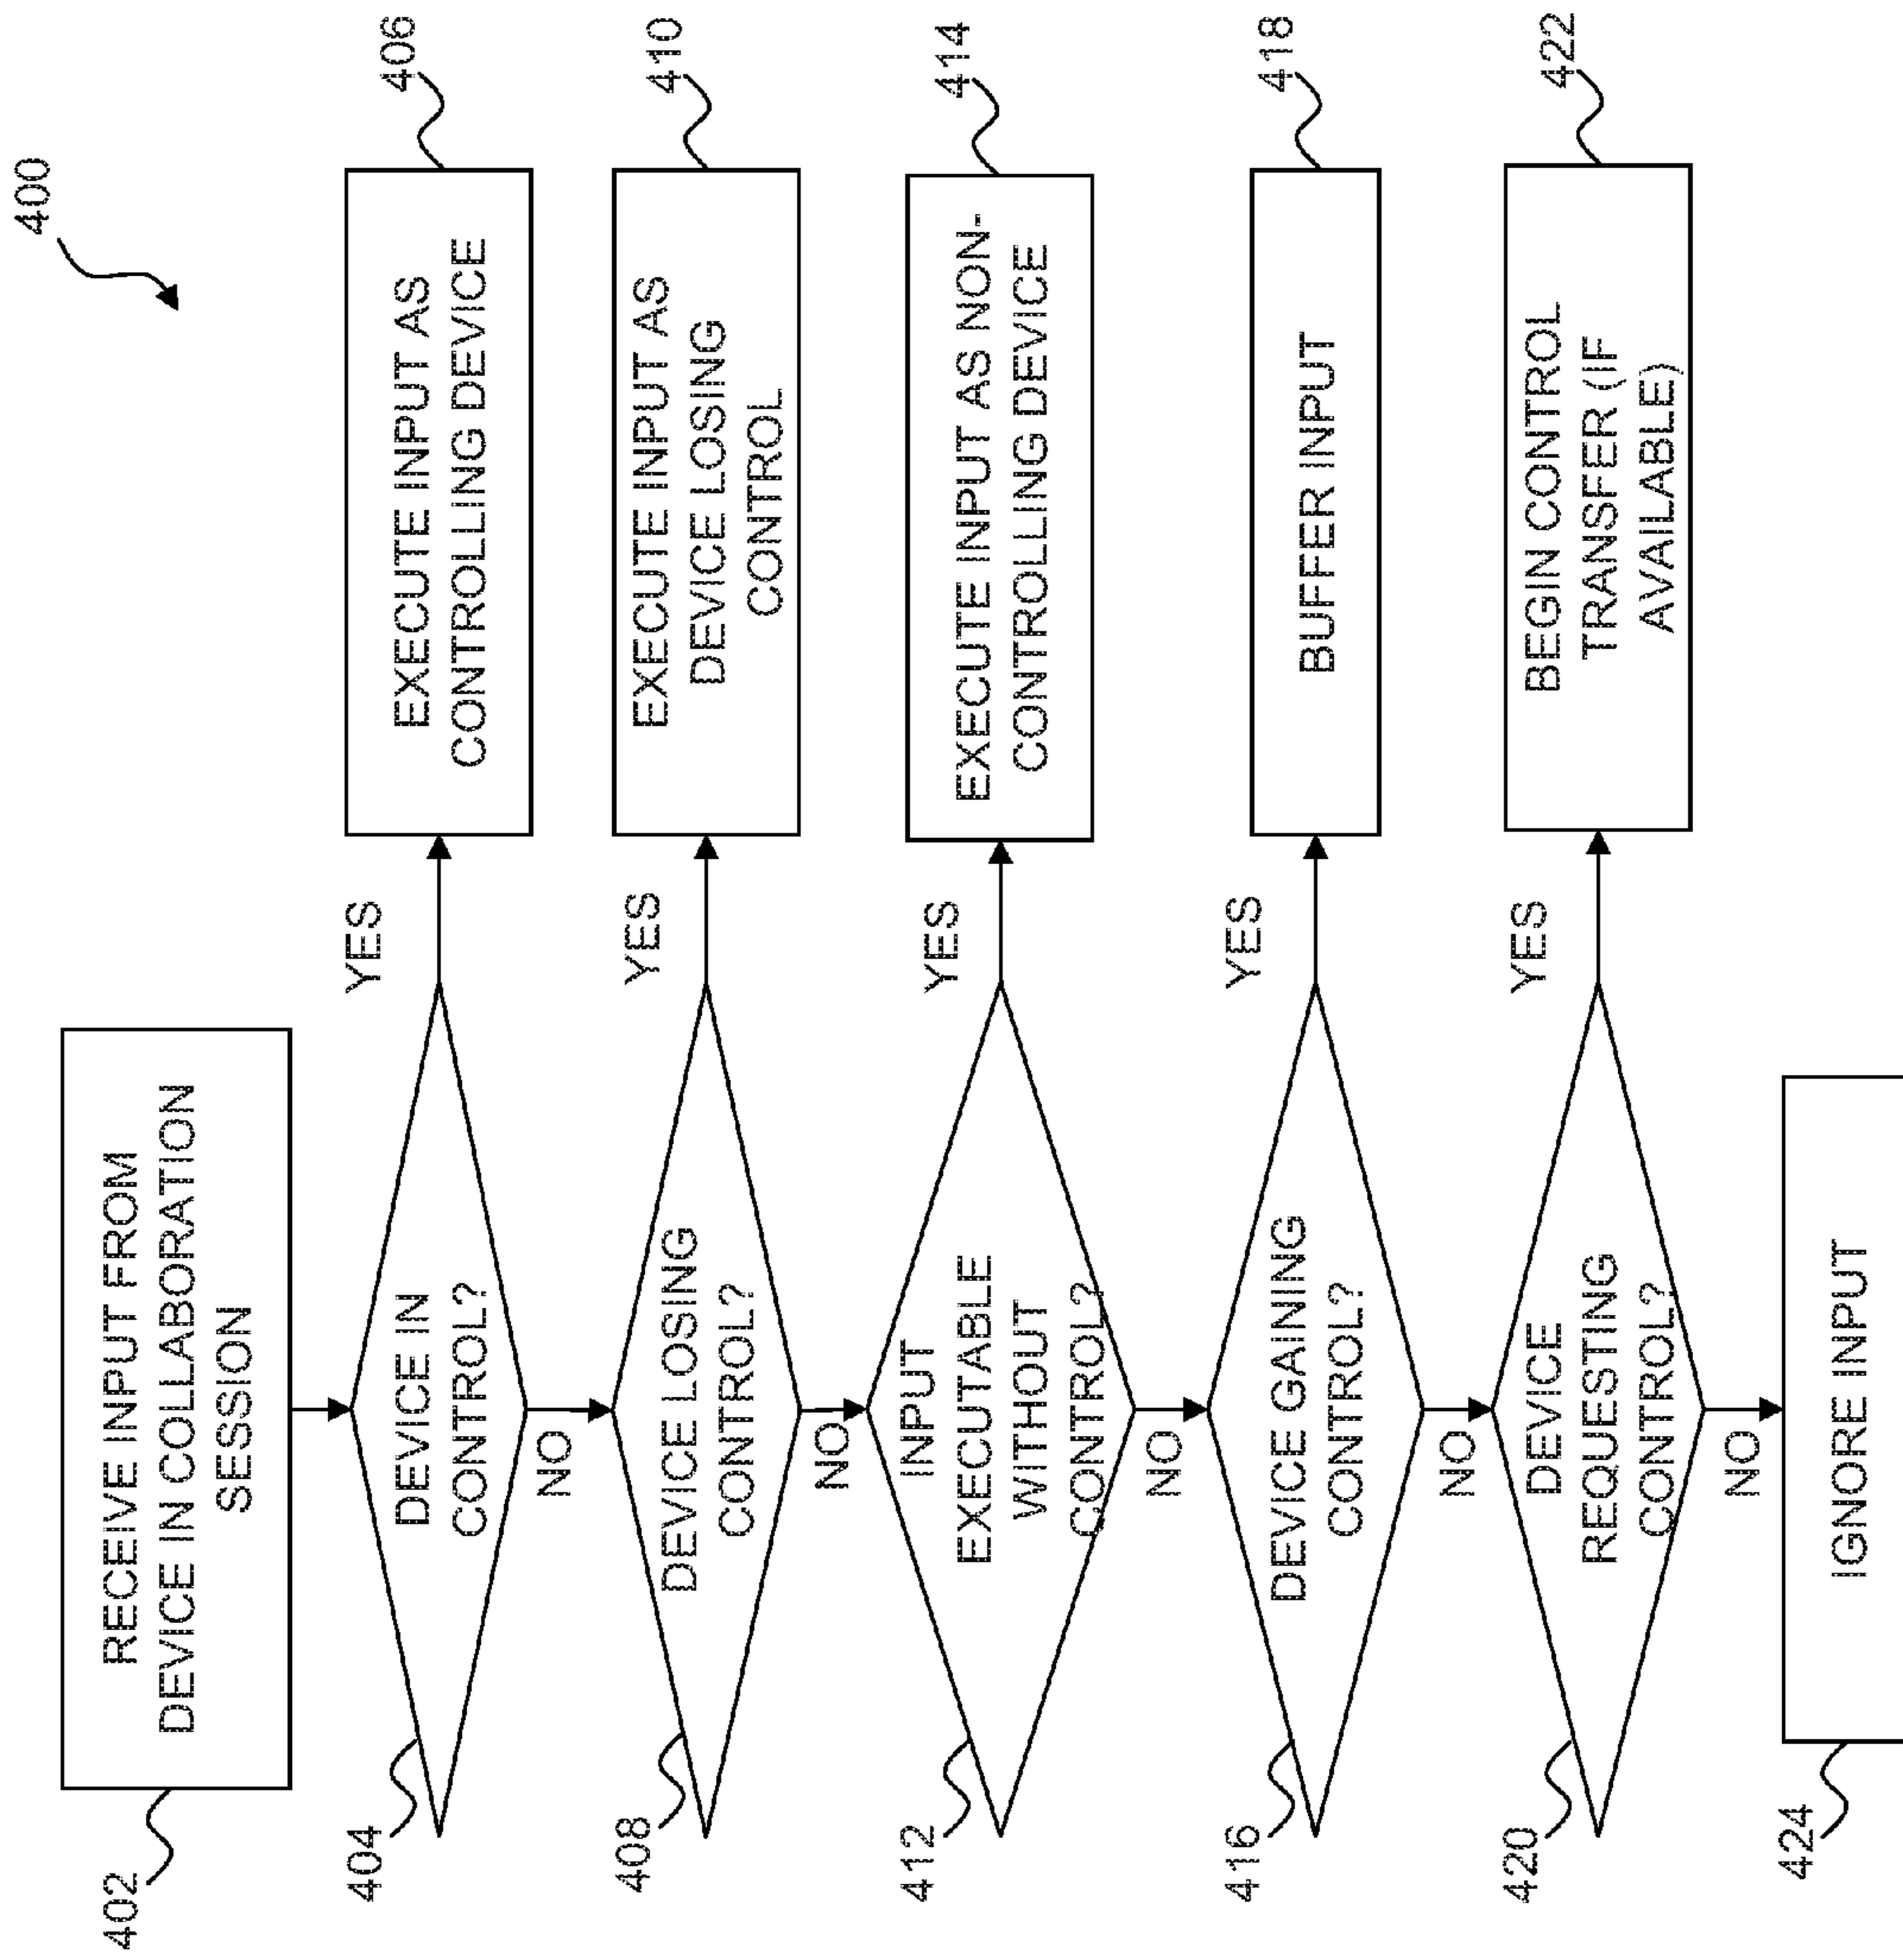 400
RECEIVE INPUT FROM
DEVICE IN COLLABORATION
SESSION
402
DEVICE IN
CONTROL?
404
YES
EXECUTE INPUT AS
CONTROLLING DEVICE
406
NO
DEVICE LOSING
CONTROL?
408
YES
EXECUTE INPUT AS
DEVICE LOSING
CONTROL
410
NO
INPUT
EXECUTABLE
WITHOUT
CONTROL?
412
YES
EXECUTE INPUT AS NON-
CONTROLLING DEVICE
414
NO
DEVICE GAINING
CONTROL?
416
YES
BUFFER INPUT
418
NO
DEVICE
REQUESTING
CONTROL?
420
YES
BEGIN CONTROL
TRANSFER (IF
AVAILABLE)
422
NO
IGNORE INPUT
424